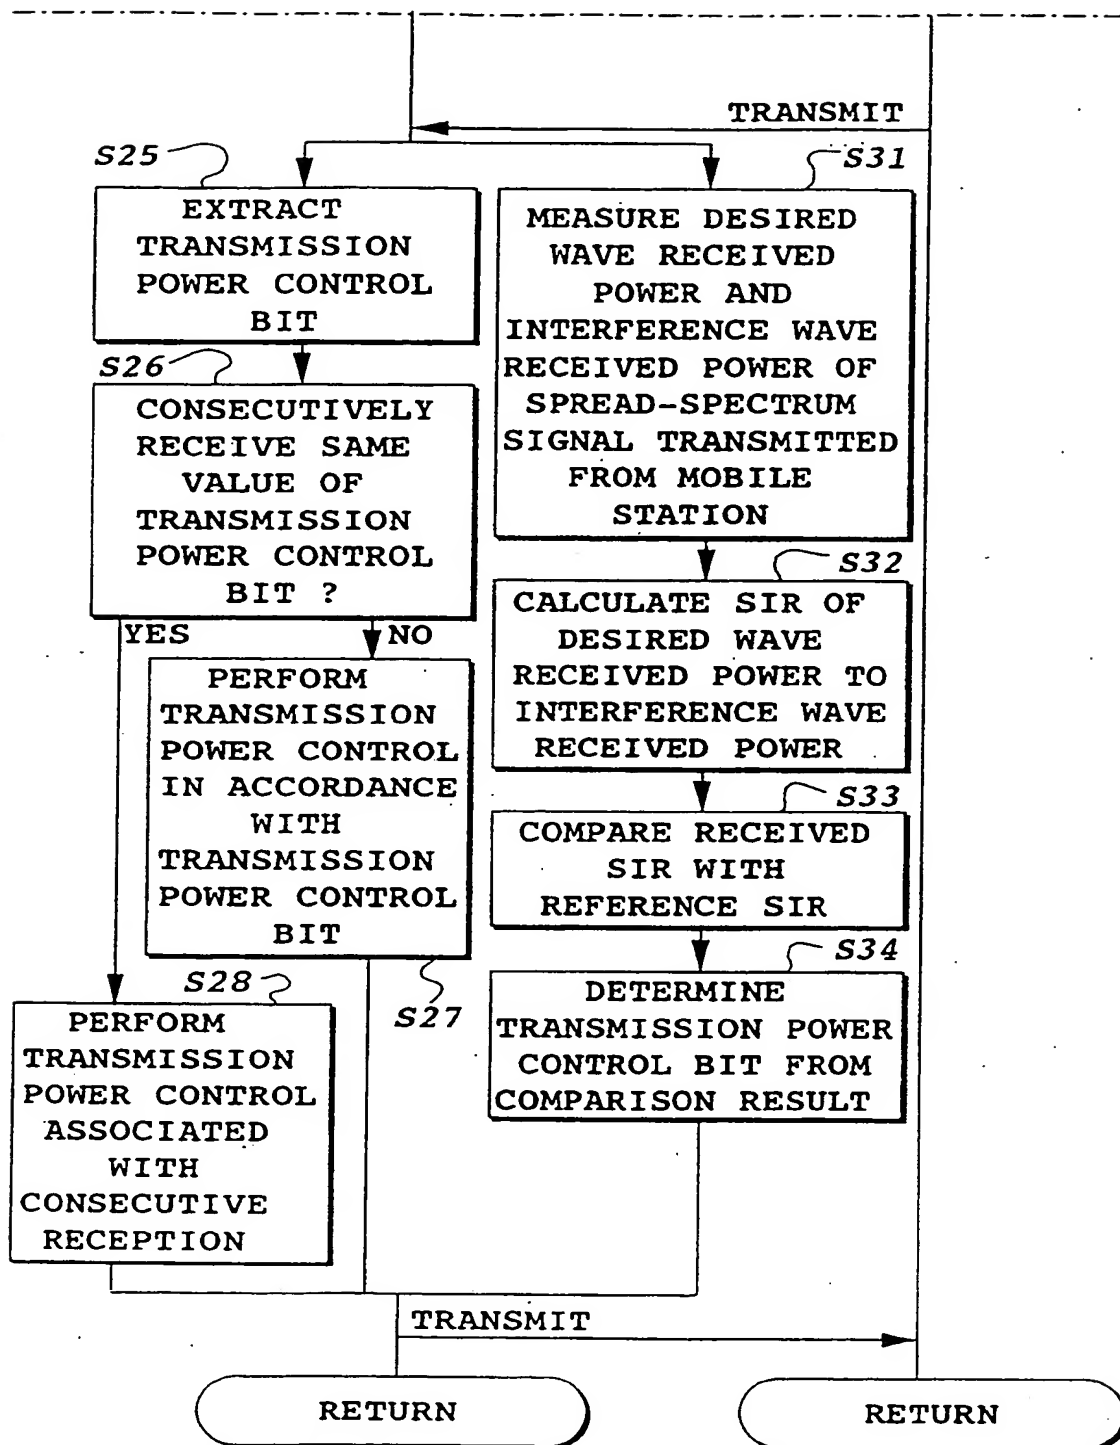 TRANSMIT
S25
EXTRACT
TRANSMISSION
POWER CONTROL
BIT
S26
CONSECUTIVELY
RECEIVE SAME
VALUE OF
TRANSMISSION
POWER CONTROL
BIT ?
YES
NO
PERFORM
TRANSMISSION
POWER CONTROL
IN ACCORDANCE
WITH
TRANSMISSION
POWER CONTROL
BIT
S27
S28
PERFORM
TRANSMISSION
POWER CONTROL
ASSOCIATED
WITH
CONSECUTIVE
RECEPTION
S31
MEASURE DESIRED
WAVE RECEIVED
POWER AND
INTERFERENCE WAVE
RECEIVED POWER OF
SPREAD-SPECTRUM
SIGNAL TRANSMITTED
FROM MOBILE
STATION
S32
CALCULATE SIR OF
DESIRED WAVE
RECEIVED POWER TO
INTERFERENCE WAVE
RECEIVED POWER
S33
COMPARE RECEIVED
SIR WITH
REFERENCE SIR
S34
DETERMINE
TRANSMISSION POWER
CONTROL BIT FROM
COMPARISON RESULT
TRANSMIT
RETURN
RETURN